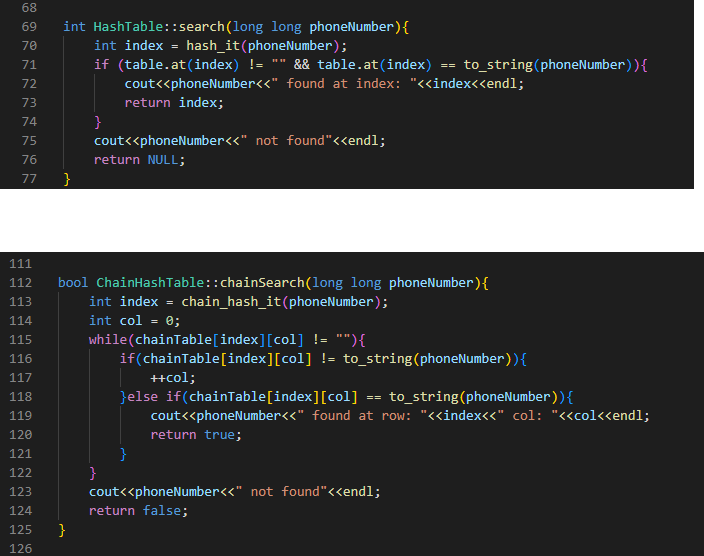 68
69 int HashTable::search(long long phoneNumber){
70 int index = hash_it(phoneNumber);
71 if (table.at(index) != "" && table.at(index) == to_string(phoneNumber)){
72 cout<<phoneNumber<<" found at index: "<<index<<endl;
73 return index;
74 }
75 cout<<phoneNumber<<" not found"<<endl;
76 return NULL;
77 }
111
112 bool ChainHashTable::chainSearch(long long phoneNumber){
113 int index = chain_hash_it(phoneNumber);
114 int col = 0;
115 while(chainTable[index][col] != ""){
116 if(chainTable[index][col] != to_string(phoneNumber)){
117 ++col;
118 }else if(chainTable[index][col] == to_string(phoneNumber)){
119 cout<<phoneNumber<<" found at row: "<<index<<" col: "<<col<<endl;
120 return true;
121 }
122 }
123 cout<<phoneNumber<<" not found"<<endl;
124 return false;
125 }
126